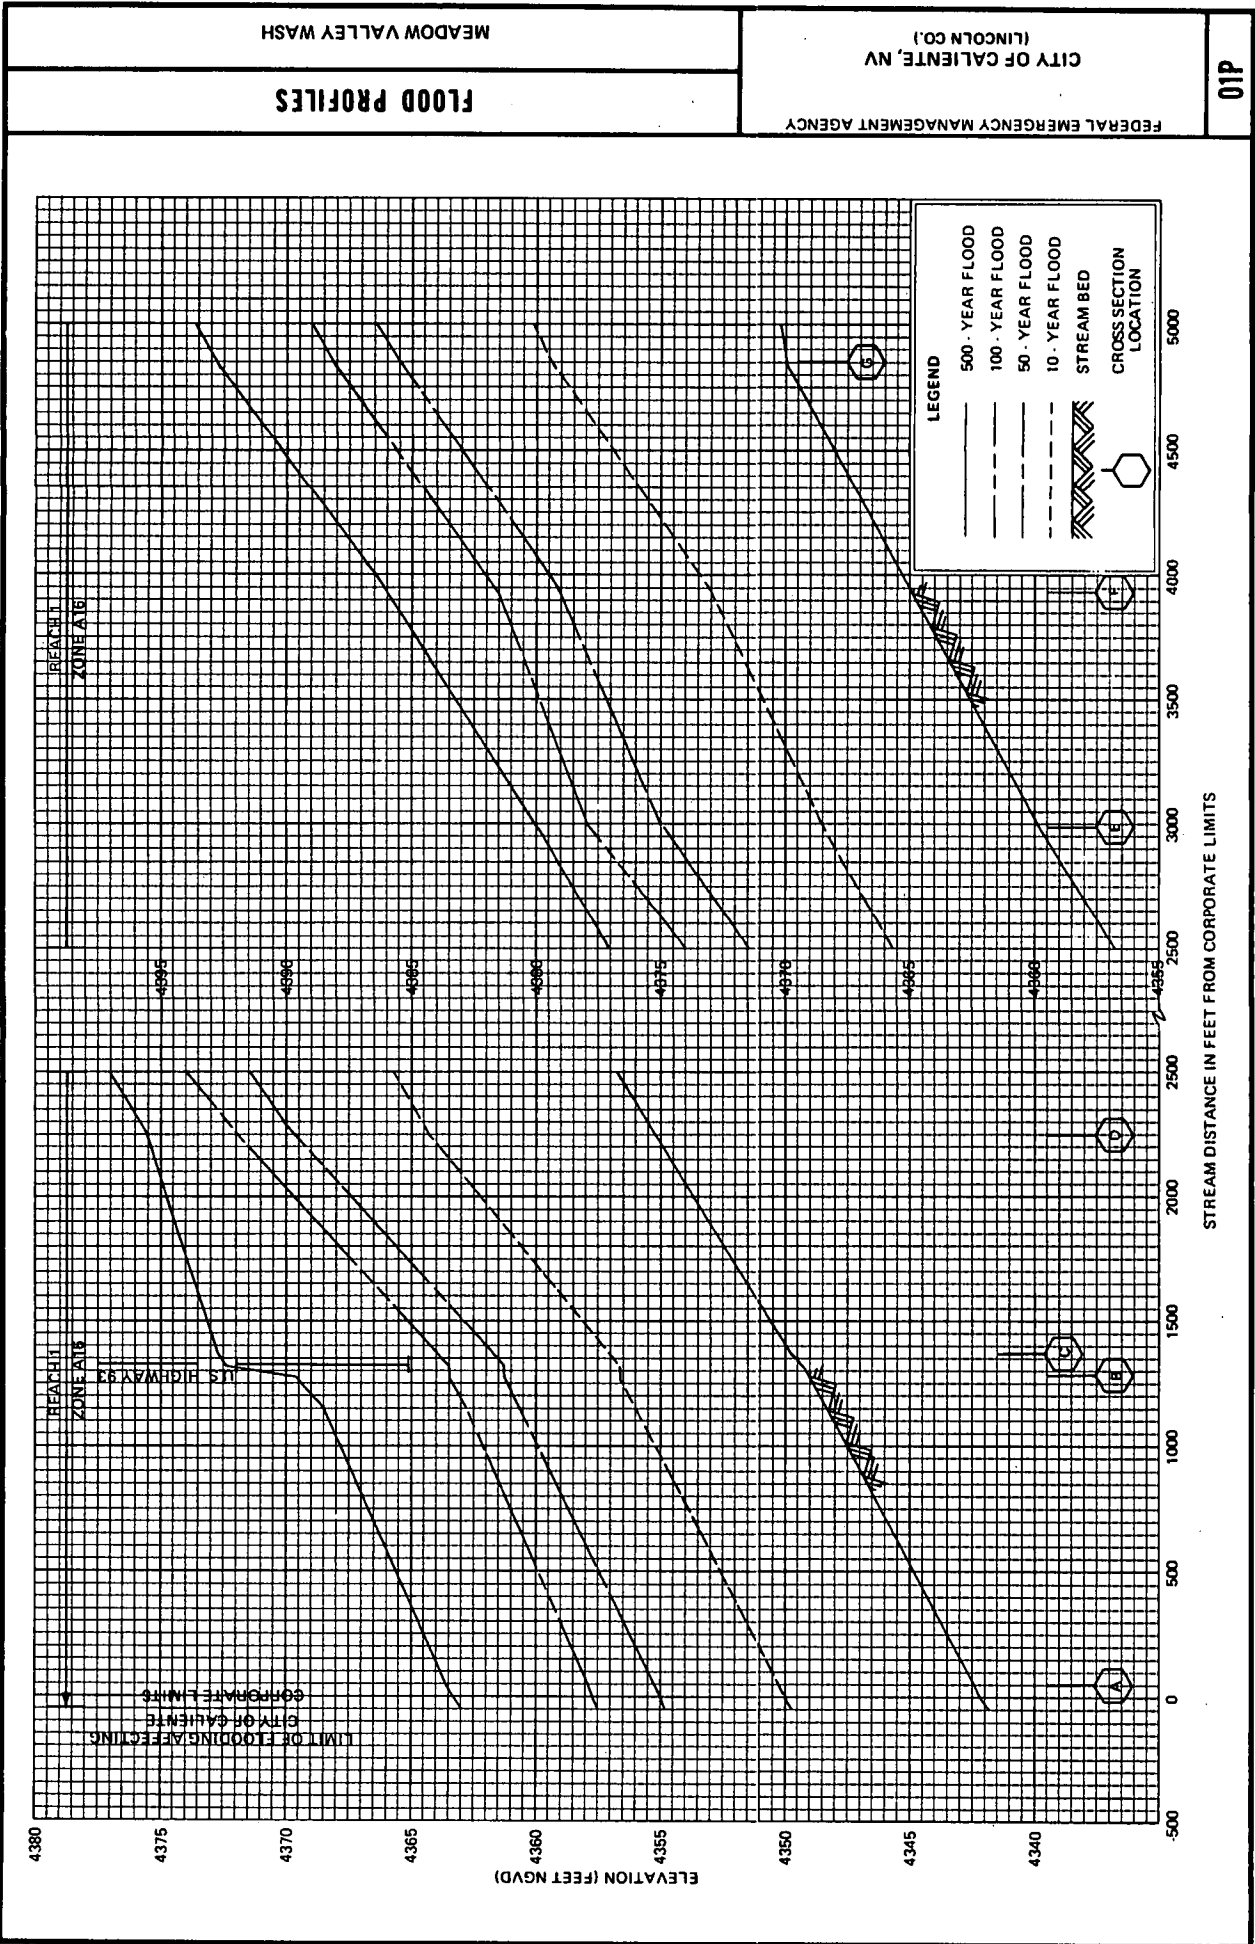 MEADOW VALLEY WASH
FLOOD PROFILES
CITY OF CALIENTE, NV
(LINCOLN CO.)
FEDERAL EMERGENCY MANAGEMENT AGENCY
01P
REACH 1
ZONE A16
REACH 1
ZONE A16
U.S. HIGHWAY 93
LIMIT OF FLOODING AFFECTING
CITY OF CALIENTE
CORPORATE LIMITS
LEGEND
500 - YEAR FLOOD
100 - YEAR FLOOD
50 - YEAR FLOOD
10 - YEAR FLOOD
STREAM BED
CROSS SECTION
LOCATION
ELEVATION (FEET NGVD)
4380
4375
4370
4365
4360
4355
4350
4345
4340
4395
4390
4385
4380
4375
4370
4365
4360
4355
-500
0
500
1000
1500
2000
2500
2500
3000
3500
4000
4500
5000
A
B
C
D
E
F
G
STREAM DISTANCE IN FEET FROM CORPORATE LIMITS